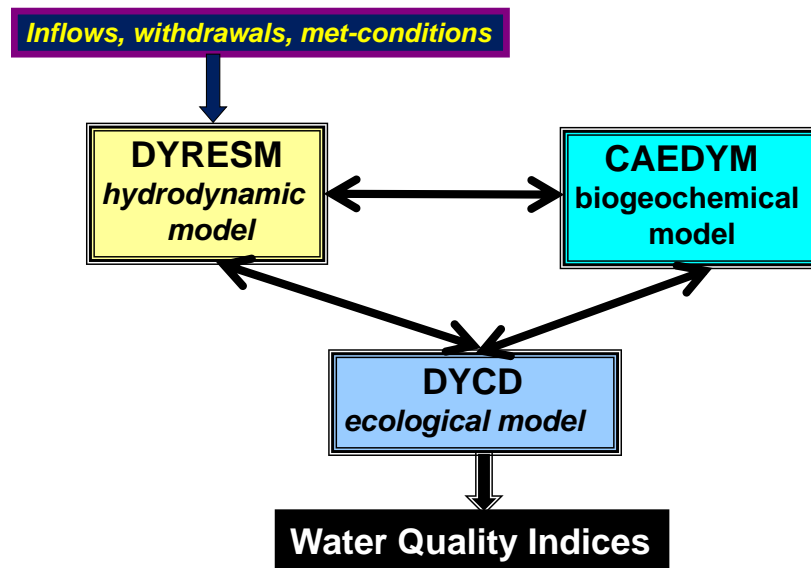 Inflows, withdrawals, met-conditions
DYRESM
hydrodynamic
model
CAEDYM
biogeochemical
model
DYCD
ecological model
Water Quality Indices